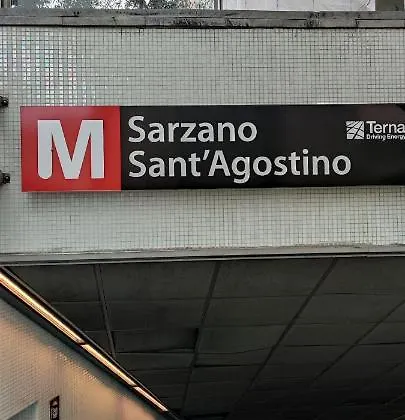 M
Sarzano
Sant'Agostino
Terna
Driving Energy